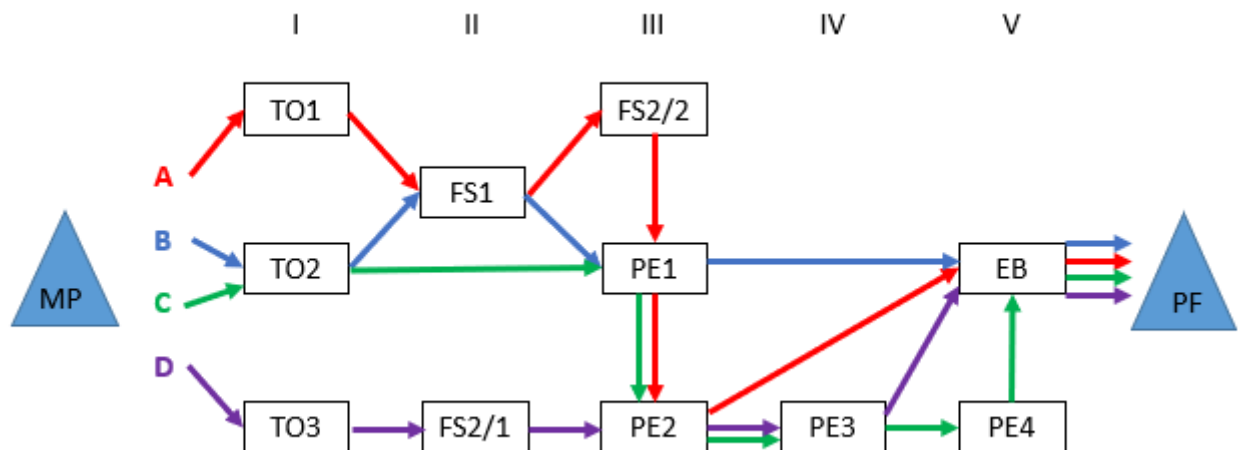 I II III IV V
TO1 FS2/2
A
FS1
B
TO2 PE1 EB
MP C PF
D
TO3 FS2/1 PE2 PE3 PE4